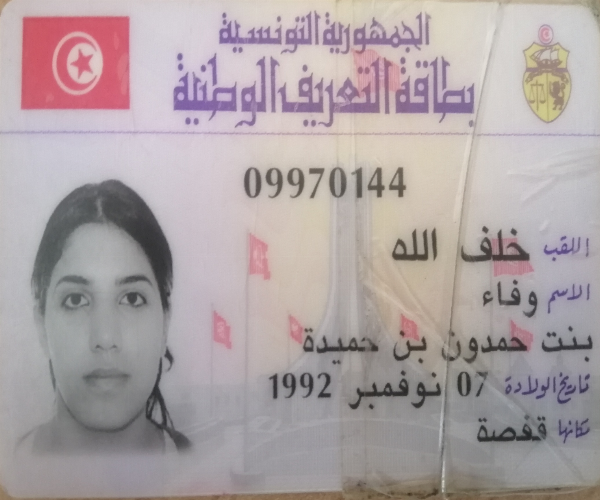 الجمهورية التونسية
بطاقة التعريف الوطنية
09970144
اللقب خلف الله
الاسم وفاء
بنت حمدون بن حميدة
تاريخ الولادة 07 نوفمبر 1992
مكانها قفصة